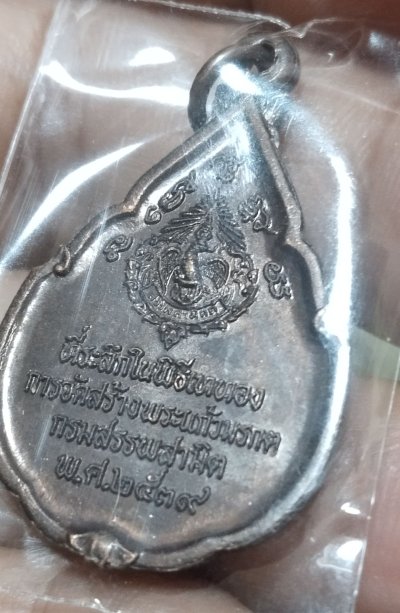 ที่ระลึกในพิธีเททอง
การจัดสร้างพระแก้วมรกต
กรมสรรพสามิต
พ.ศ.๒๕๓๙